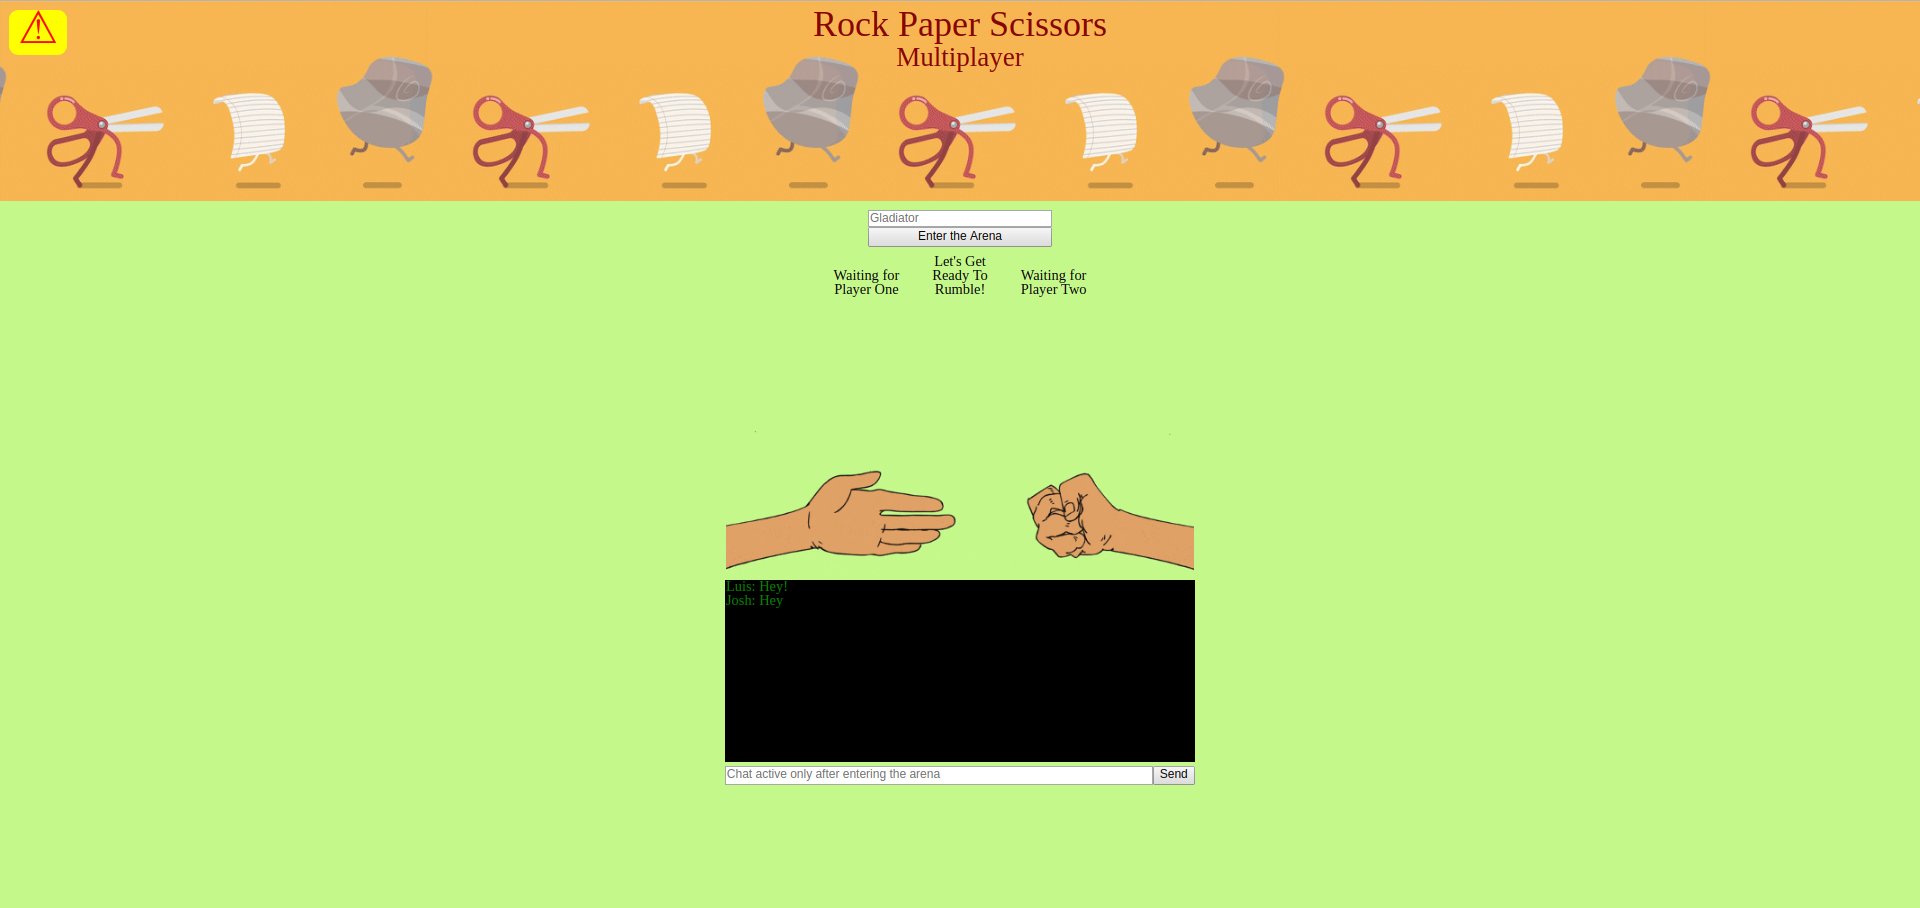 ⚠
Rock Paper Scissors
Multiplayer
Gladiator
Enter the Arena
Waiting for
Player One
Let's Get
Ready To
Rumble!
Waiting for
Player Two
Luis: Hey!
Josh: Hey
Chat active only after entering the arena
Send